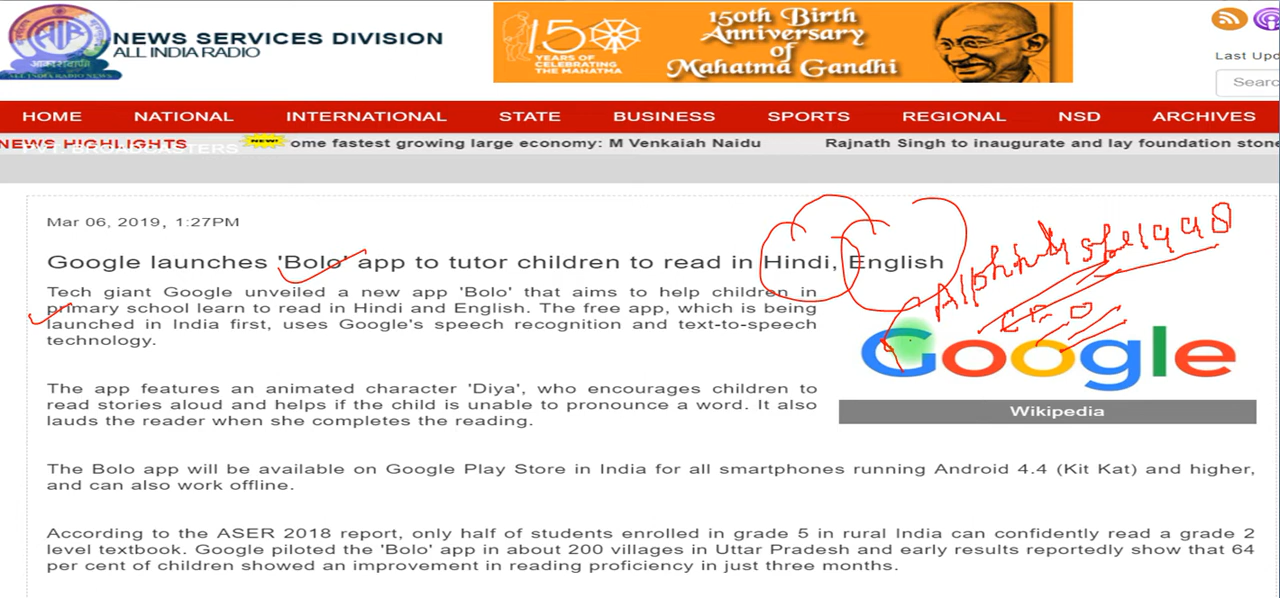 NEWS SERVICES DIVISION
ALL INDIA RADIO
AIR
ALL INDIA RADIO NEWS
150
YEARS OF
CELEBRATING
THE MAHATMA
150th Birth
Anniversary
of
Mahatma Gandhi
Last Upd
Searc
HOME NATIONAL INTERNATIONAL STATE BUSINESS SPORTS REGIONAL NSD ARCHIVES
NEWS HIGHLIGHTS NEW! ome fastest growing large economy: M Venkaiah Naidu Rajnath Singh to inaugurate and lay foundation stone
PVT. BROADCASTERS
Mar 06, 2019, 1:27PM
Google launches 'Bolo' app to tutor children to read in Hindi, English
1998
CEO
Tech giant Google unveiled a new app 'Bolo' that aims to help children in
primary school learn to read in Hindi and English. The free app, which is being
launched in India first, uses Google's speech recognition and text-to-speech
technology.
Google
Wikipedia
The app features an animated character 'Diya', who encourages children to
read stories aloud and helps if the child is unable to pronounce a word. It also
lauds the reader when she completes the reading.
The Bolo app will be available on Google Play Store in India for all smartphones running Android 4.4 (Kit Kat) and higher,
and can also work offline.
According to the ASER 2018 report, only half of students enrolled in grade 5 in rural India can confidently read a grade 2
level textbook. Google piloted the 'Bolo' app in about 200 villages in Uttar Pradesh and early results reportedly show that 64
per cent of children showed an improvement in reading proficiency in just three months.